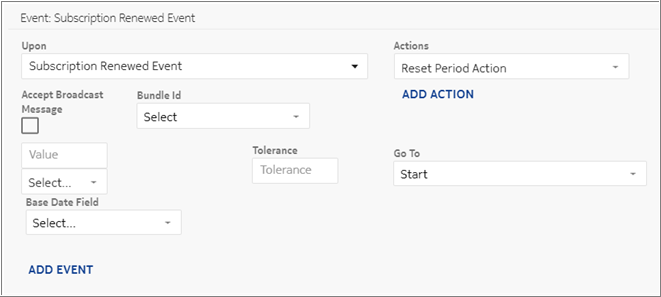 Event: Subscription Renewed Event
Upon
Subscription Renewed Event
Actions
Reset Period Action
ADD ACTION
Accept Broadcast
Message
Bundle Id
Select
Value
Select...
Tolerance
Tolerance
Go To
Start
Base Date Field
Select...
ADD EVENT